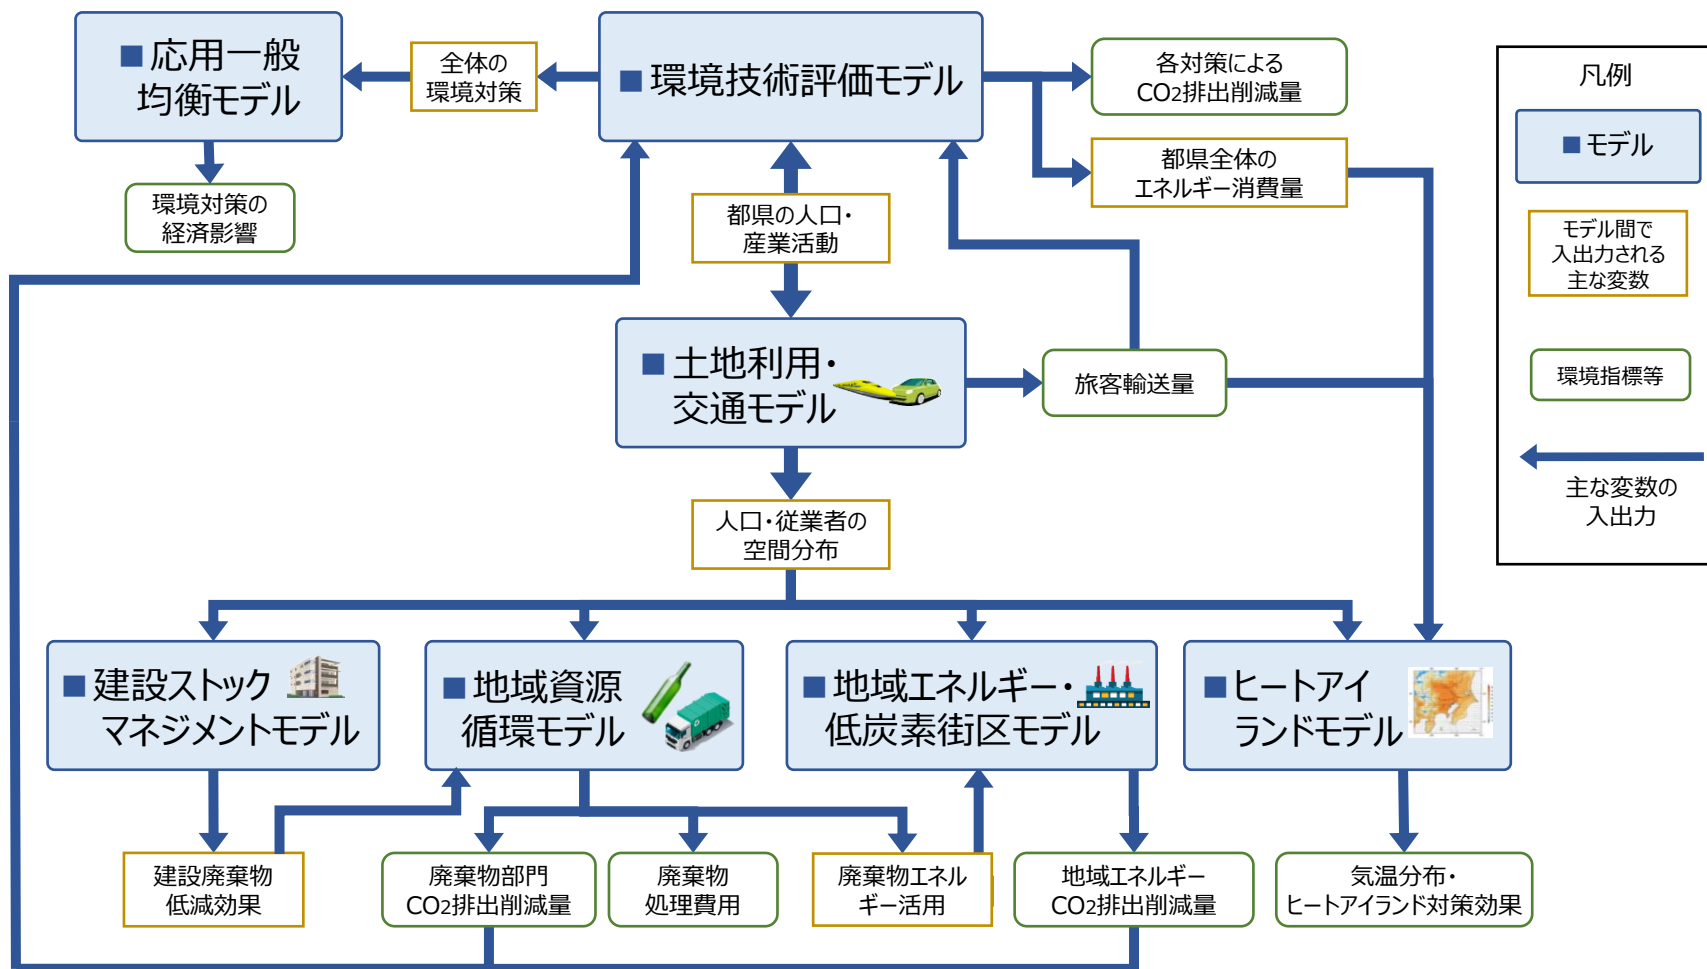 ■応用一般
均衡モデル
全体の
環境対策
■環境技術評価モデル
各対策による
CO2排出削減量
都県全体の
エネルギー消費量
環境対策の
経済影響
都県の人口・
産業活動
■土地利用・
交通モデル
旅客輸送量
人口・従業者の
空間分布
■建設ストック
マネジメントモデル
■地域資源
循環モデル
■地域エネルギー・
低炭素街区モデル
■ヒートアイ
ランドモデル
建設廃棄物
低減効果
廃棄物部門
CO2排出削減量
廃棄物
処理費用
廃棄物エネル
ギー活用
地域エネルギー
CO2排出削減量
気温分布・
ヒートアイランド対策効果
凡例
■モデル
モデル間で
入出力される
主な変数
環境指標等
主な変数の
入出力